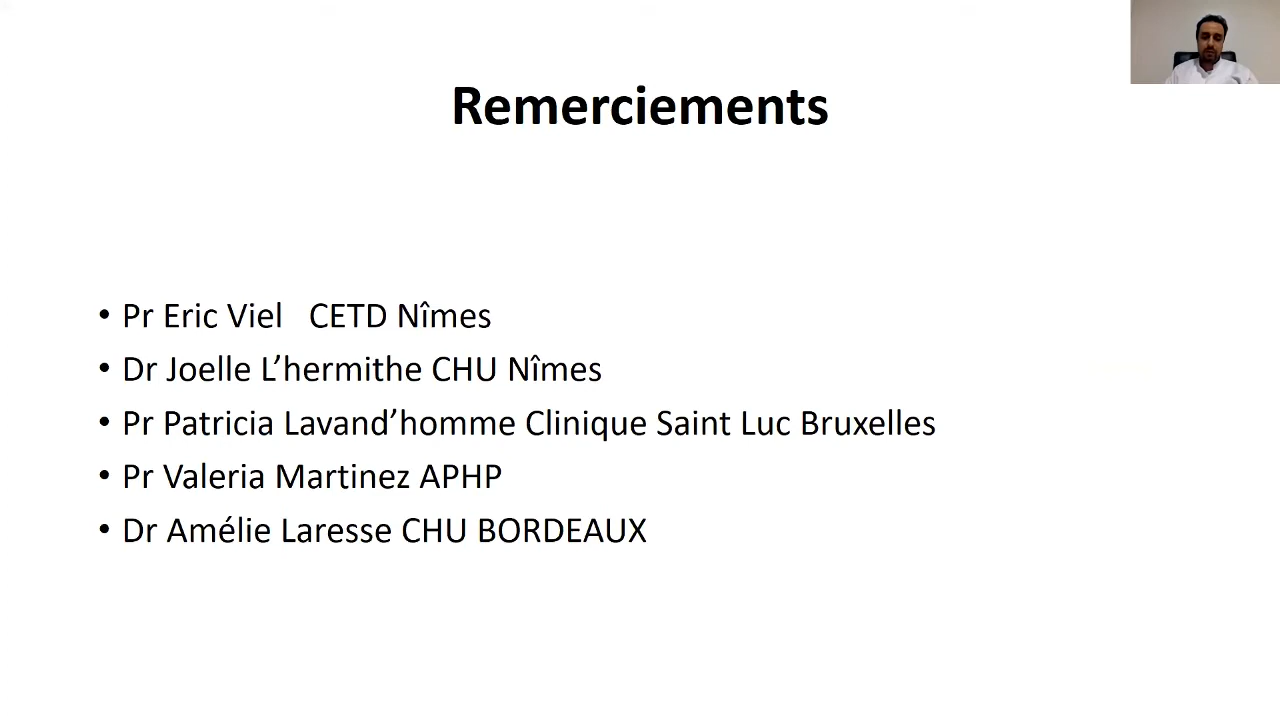 Remerciements
• Pr Eric Viel   CETD Nîmes
• Dr Joelle L’hermithe CHU Nîmes
• Pr Patricia Lavand’homme Clinique Saint Luc Bruxelles
• Pr Valeria Martinez APHP
• Dr Amélie Laresse CHU BORDEAUX